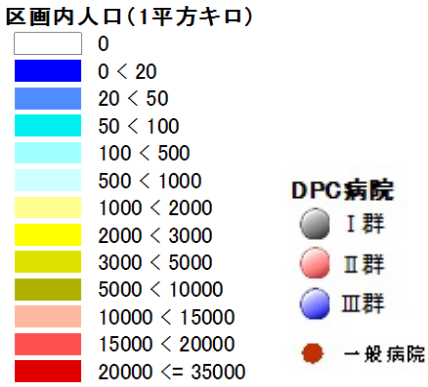 区画内人口(1平方キロ)
0
0 < 20
20 < 50
50 < 100
100 < 500
500 < 1000
1000 < 2000
2000 < 3000
3000 < 5000
5000 < 10000
10000 < 15000
15000 < 20000
20000 <= 35000
DPC病院
Ⅰ群
Ⅱ群
Ⅲ群
一般病院